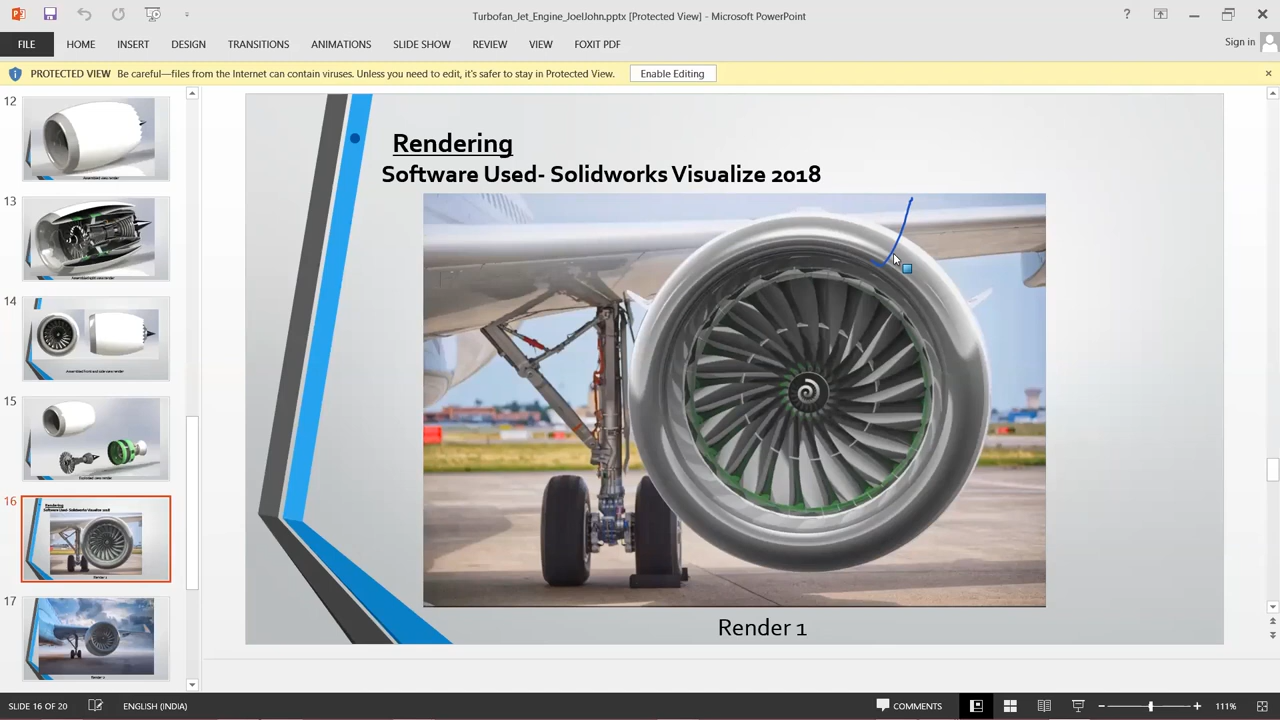 Turbofan_Jet_Engine_JoelJohn.pptx [Protected View] - Microsoft PowerPoint
FILE HOME INSERT DESIGN TRANSITIONS ANIMATIONS SLIDE SHOW REVIEW VIEW FOXIT PDF
Sign in
PROTECTED VIEW Be careful—files from the Internet can contain viruses. Unless you need to edit, it's safer to stay in Protected View. Enable Editing
12
13
14
15
16
17
Rendering
Software Used- Solidworks Visualize 2018
Render 1
SLIDE 16 OF 20 ENGLISH (INDIA) COMMENTS 111%